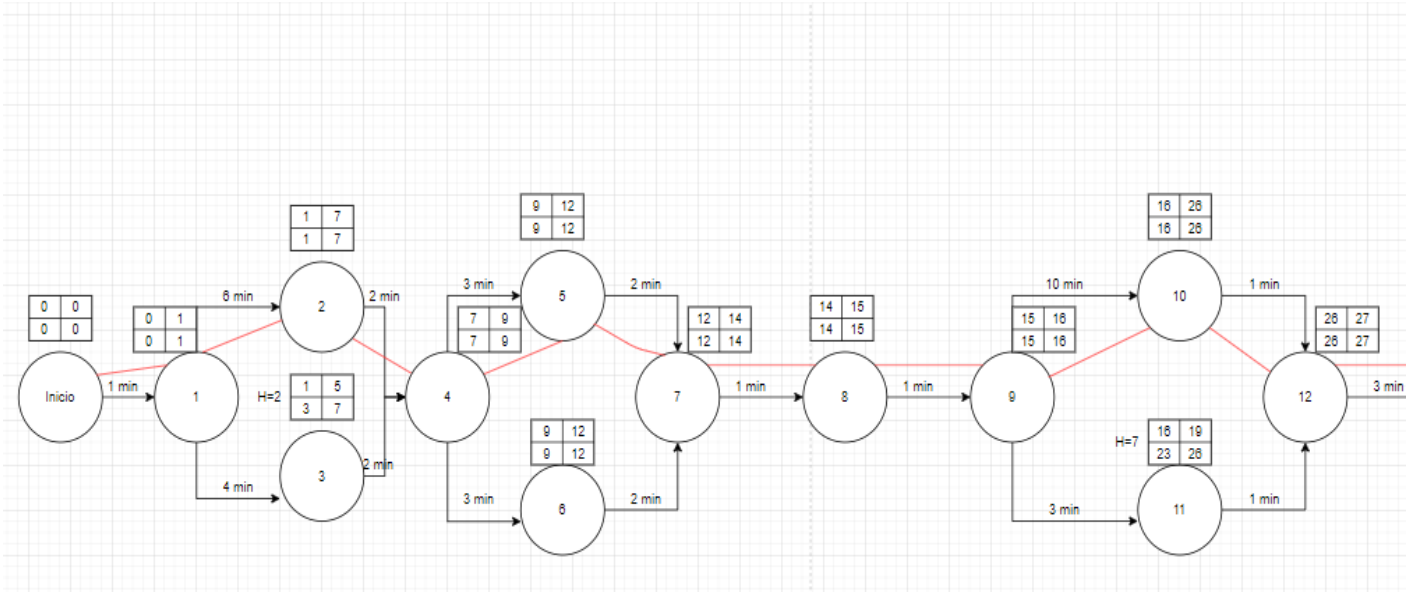 0 0
0 0
Inicio
1 min
0 1
0 1
1
6 min
1 7
1 7
2
2 min
4 min
H=2
1 5
3 7
3
2 min
7 9
7 9
4
3 min
9 12
9 12
5
2 min
3 min
9 12
9 12
6
2 min
12 14
12 14
7
1 min
14 15
14 15
8
1 min
15 16
15 16
9
10 min
16 26
16 26
10
1 min
3 min
H=7
16 19
23 26
11
1 min
26 27
26 27
12
3 min